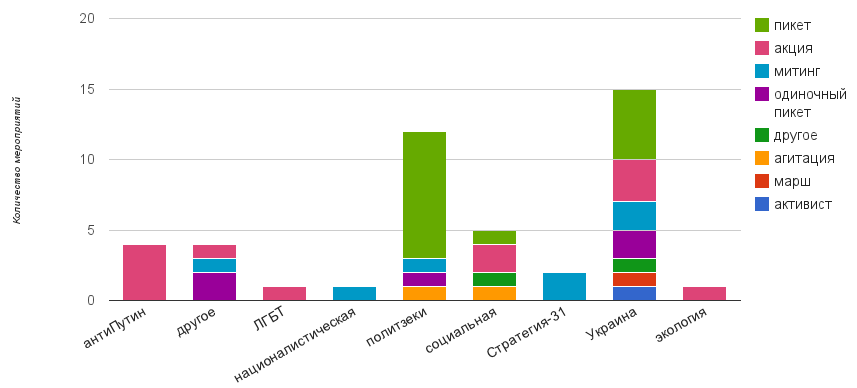 Количество мероприятий
20
15
10
5
0
антиПутин
другое
ЛГБТ
националистическая
политзеки
социальная
Стратегия-31
Украина
экология
пикет
акция
митинг
одиночный
пикет
другое
агитация
марш
активист